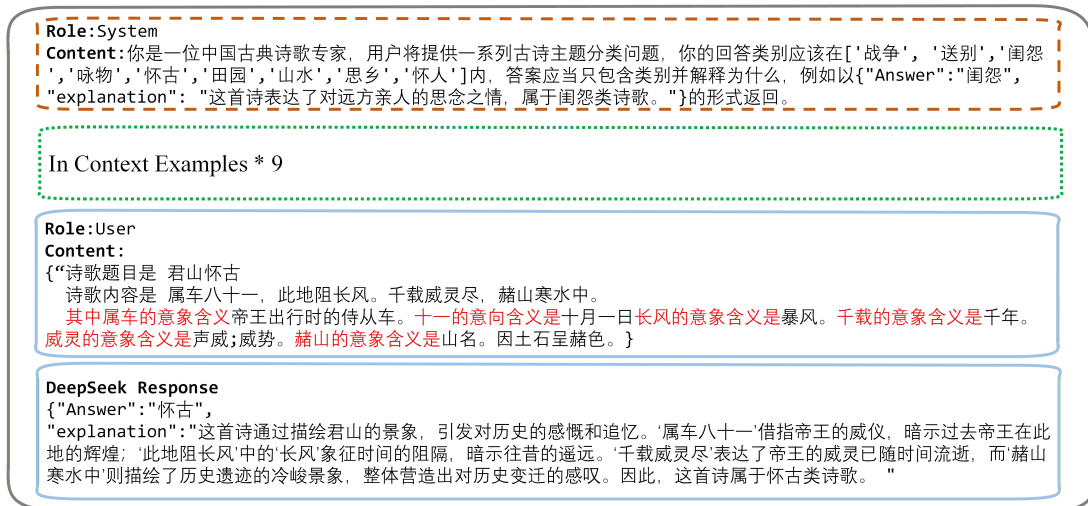 Role:System
Content:你是一位中国古典诗歌专家，用户将提供一系列古诗主题分类问题，你的回答类别应该在['战争', '送别','闺怨
','咏物','怀古','田园','山水','思乡','怀人']内，答案应当只包含类别并解释为什么，例如以{"Answer":"闺怨",
"explanation": "这首诗表达了对远方亲人的思念之情，属于闺怨类诗歌。"}的形式返回。
In Context Examples * 9
Role:User
Content:
{“诗歌题目是 君山怀古
诗歌内容是 属车八十一，此地阻长风。千载威灵尽，赭山寒水中。
其中属车的意象含义帝王出行时的侍从车。十一的意向含义是十月一日长风的意象含义是暴风。千载的意象含义是千年。
威灵的意象含义是声威;威势。赭山的意象含义是山名。因土石呈赭色。}
DeepSeek Response
{"Answer":"怀古",
"explanation":"这首诗通过描绘君山的景象，引发对历史的感慨和追忆。‘属车八十一’借指帝王的威仪，暗示过去帝王在此
地的辉煌；‘此地阻长风’中的‘长风’象征时间的阻隔，暗示往昔的遥远。‘千载威灵尽’表达了帝王的威灵已随时间流逝，而‘赭山
寒水中’则描绘了历史遗迹的冷峻景象，整体营造出对历史变迁的感叹。因此，这首诗属于怀古类诗歌。 "